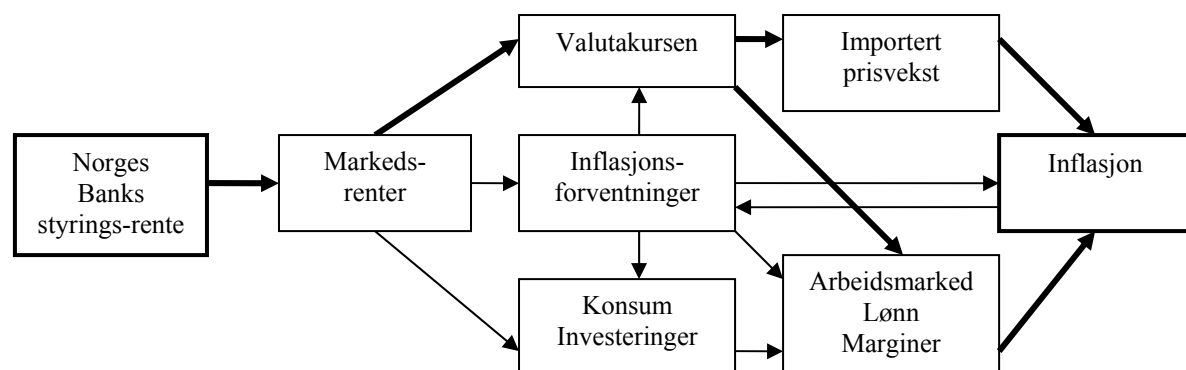 Valutakursen
Importert
prisvekst
Norges
Banks
styrings-rente
Markeds-
renter
Inflasjons-
forventninger
Inflasjon
Konsum
Investeringer
Arbeidsmarked
Lønn
Marginer